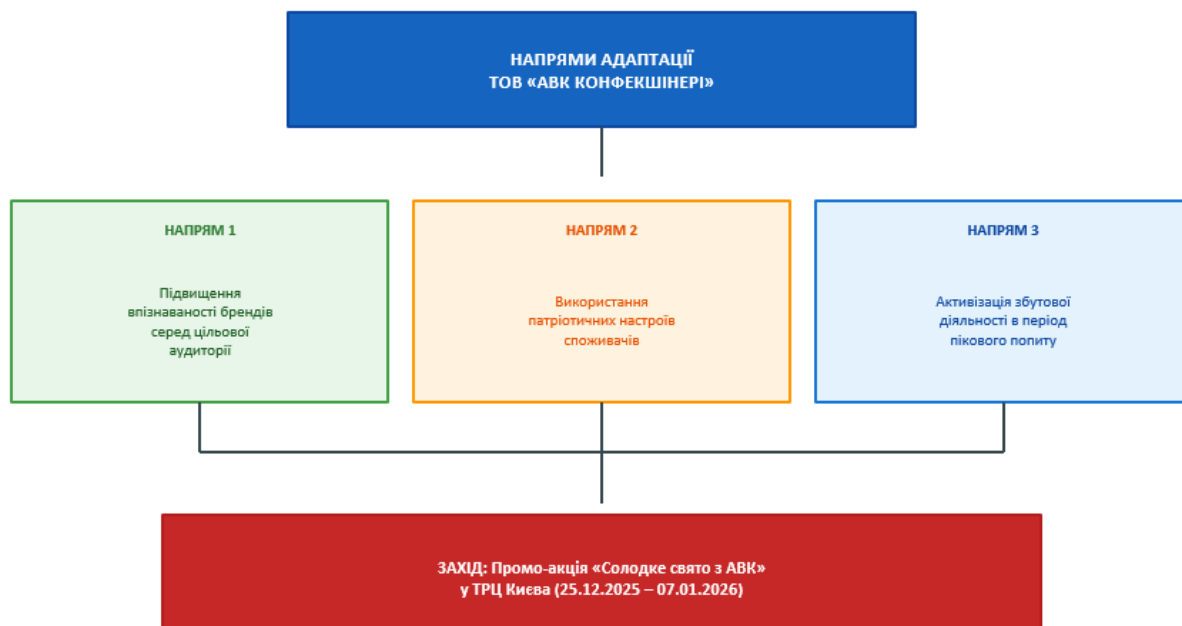 НАПРЯМИ АДАПТАЦІЇ
ТОВ «АВК КОНФЕКШІНЕРІ»
НАПРЯМ 1
Підвищення
впізнаваності брендів
серед цільової
аудиторії
НАПРЯМ 2
Використання
патріотичних настроїв
споживачів
НАПРЯМ 3
Активізація збутової
діяльності в період
пікового попиту
ЗАХІД: Промо-акція «Солодке свято з АВК»
у ТРЦ Києва (25.12.2025 – 07.01.2026)